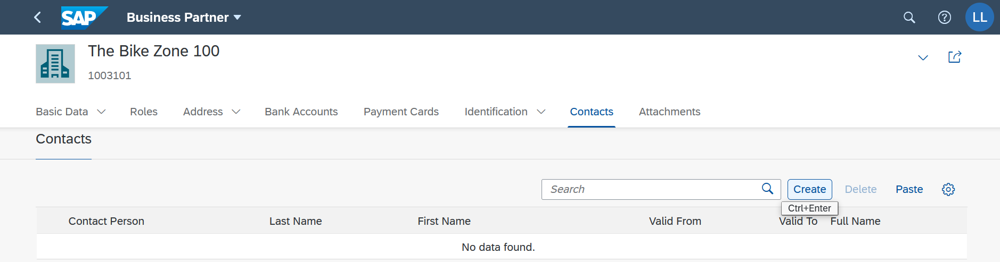 SAP Business Partner LL
The Bike Zone 100
1003101
Basic Data Roles Address Bank Accounts Payment Cards Identification Contacts Attachments
Contacts
Search Create Delete Paste
Ctrl+Enter
Contact Person Last Name First Name Valid From Valid To Full Name
No data found.